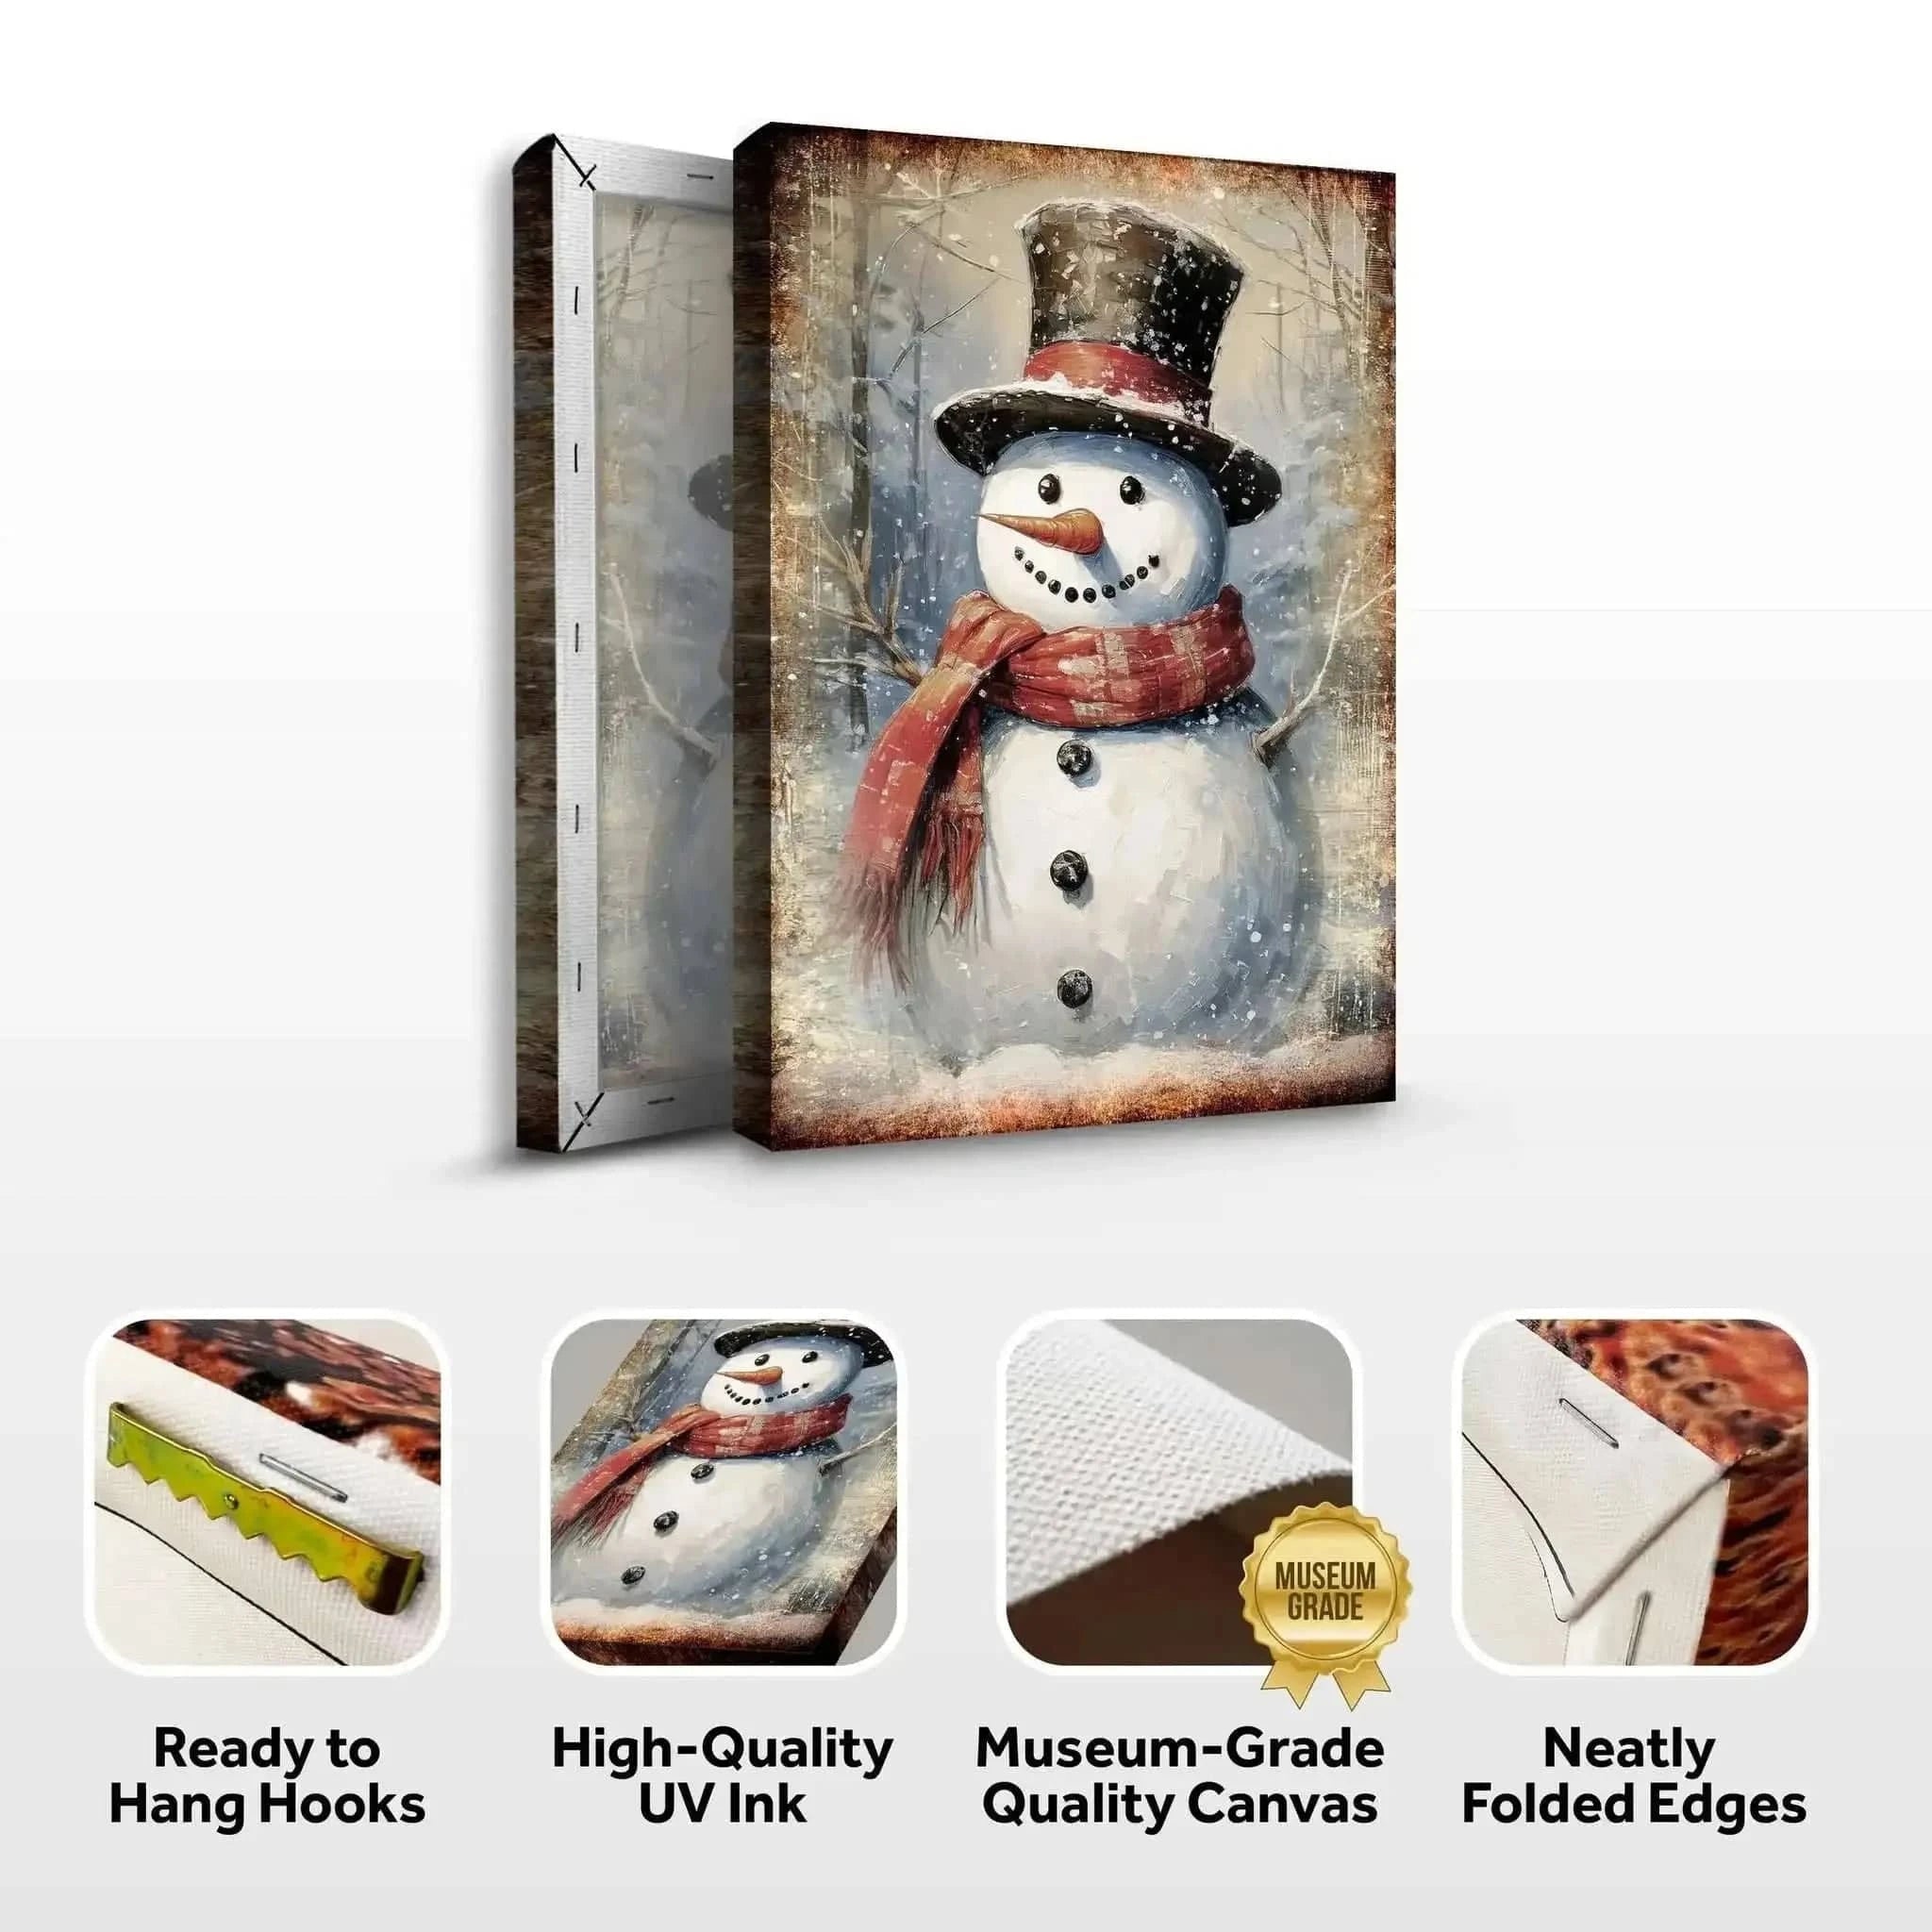 MUSEUM
GRADE
Ready to
Hang Hooks
High-Quality
UV Ink
Museum-Grade
Quality Canvas
Neatly
Folded Edges